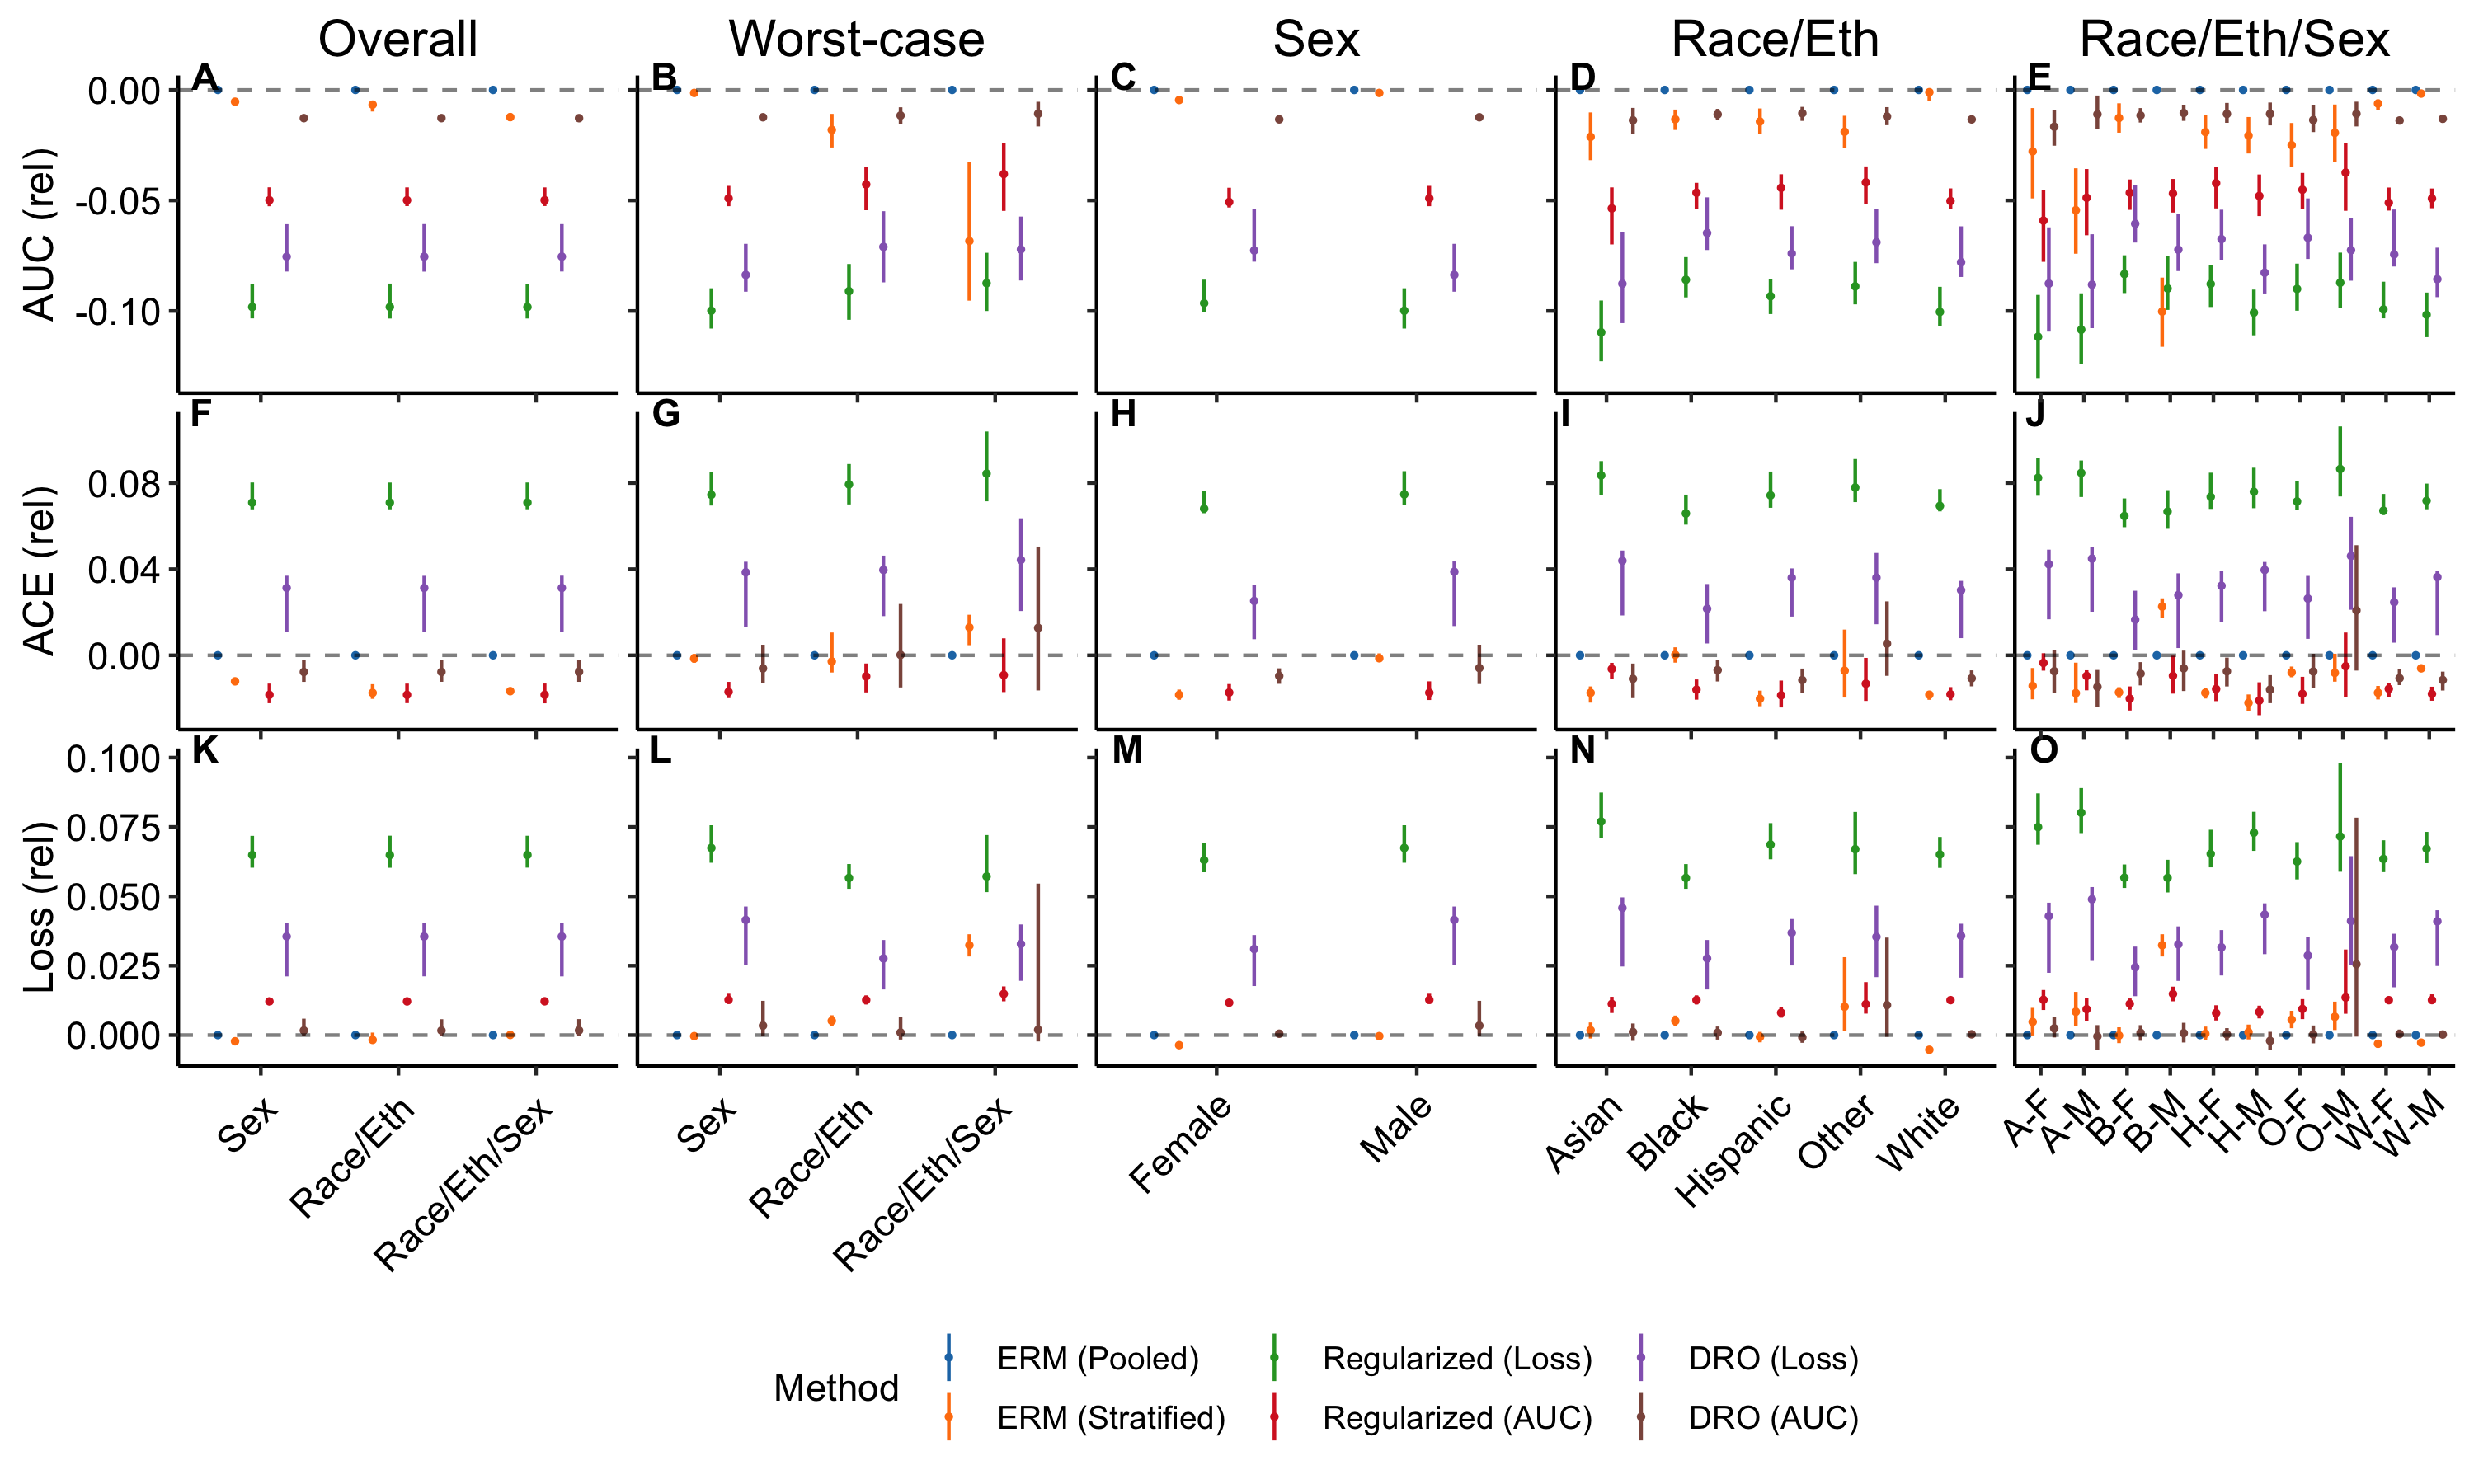 Overall Worst-case Sex Race/Eth Race/Eth/Sex
A B C D E
AUC (rel)
0.00
-0.05
-0.10
F G H I J
ACE (rel)
0.08
0.04
0.00
K L M N O
Loss (rel)
0.100
0.075
0.050
0.025
0.000
Sex Race/Eth Race/Eth/Sex Sex Race/Eth Race/Eth/Sex Female Male Asian Black Hispanic Other White A-F A-M B-F B-M H-F H-M O-F O-M W-F W-M
Method
ERM (Pooled) Regularized (Loss) DRO (Loss)
ERM (Stratified) Regularized (AUC) DRO (AUC)